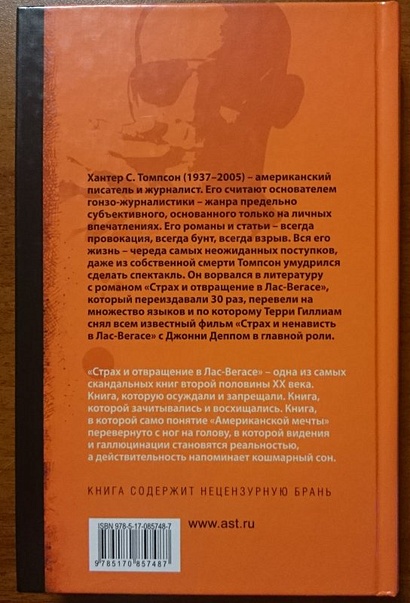 Хантер С. Томпсон (1937–2005) – американский
писатель и журналист. Его считают основателем
гонзо-журналистики – жанра предельно
субъективного, основанного только на личных
впечатлениях. Его романы и статьи – всегда
провокация, всегда бунт, всегда взрыв. Вся его
жизнь – череда самых неожиданных поступков,
даже из собственной смерти Томпсон умудрился
сделать спектакль. Он ворвался в литературу
с романом «Страх и отвращение в Лас-Вегасе»,
который переиздавали 30 раз, перевели на
множество языков и по которому Терри Гиллиам
снял всем известный фильм «Страх и ненависть
в Лас-Вегасе» с Джонни Деппом в главной роли.
«Страх и отвращение в Лас-Вегасе» – одна из самых
скандальных книг второй половины XX века.
Книга, которую осуждали и запрещали. Книга,
которой зачитывались и восхищались. Книга,
в которой само понятие «Американской мечты»
перевернуто с ног на голову, в которой видения
и галлюцинации становятся реальностью,
а действительность напоминает кошмарный сон.
КНИГА СОДЕРЖИТ НЕЦЕНЗУРНУЮ БРАНЬ
ISBN 978-5-17-085748-7
www.ast.ru
9 785170 857487